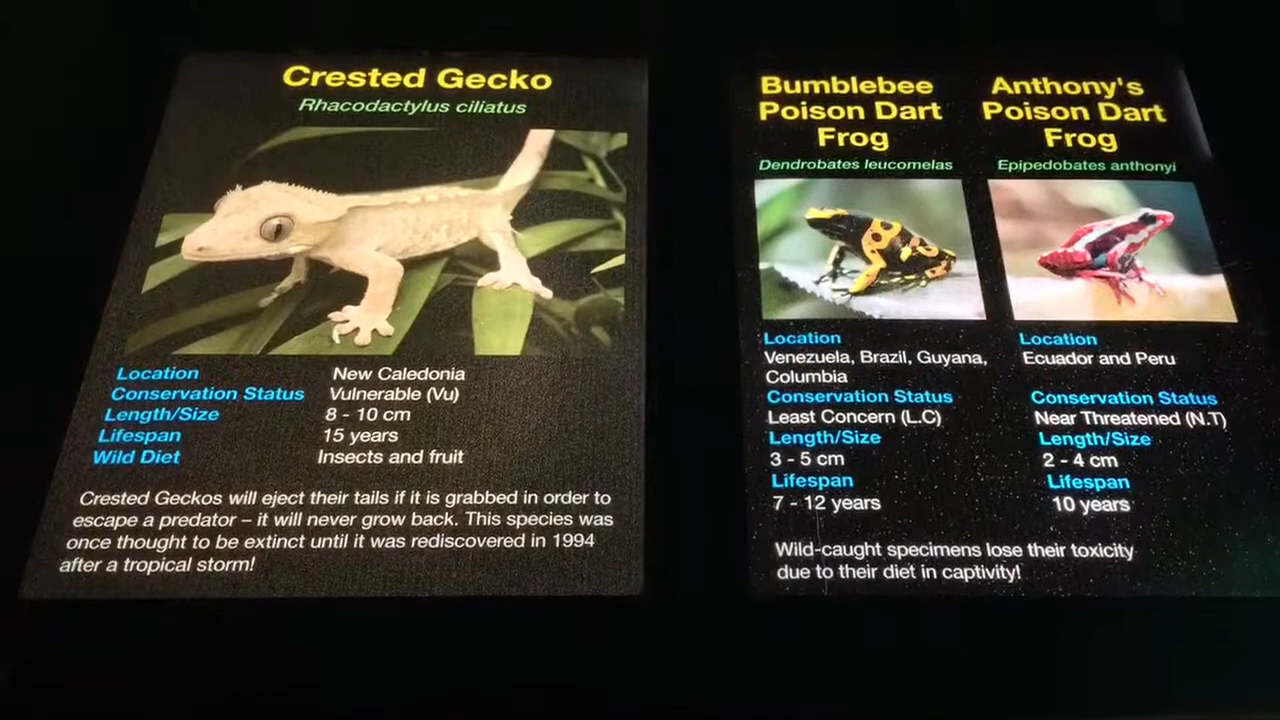 Crested Gecko
Rhacodactylus ciliatus
Location New Caledonia
Conservation Status Vulnerable (Vu)
Length/Size 8 - 10 cm
Lifespan 15 years
Wild Diet Insects and fruit
Crested Geckos will eject their tails if it is grabbed in order to
escape a predator – it will never grow back. This species was
once thought to be extinct until it was rediscovered in 1994
after a tropical storm!
Bumblebee
Poison Dart
Frog
Dendrobates leucomelas
Location
Venezuela, Brazil, Guyana,
Columbia
Conservation Status
Least Concern (L.C)
Length/Size
3 - 5 cm
Lifespan
7 - 12 years
Anthony's
Poison Dart
Frog
Epipedobates anthonyi
Location
Ecuador and Peru
Conservation Status
Near Threatened (N.T)
Length/Size
2 - 4 cm
Lifespan
10 years
Wild-caught specimens lose their toxicity
due to their diet in captivity!